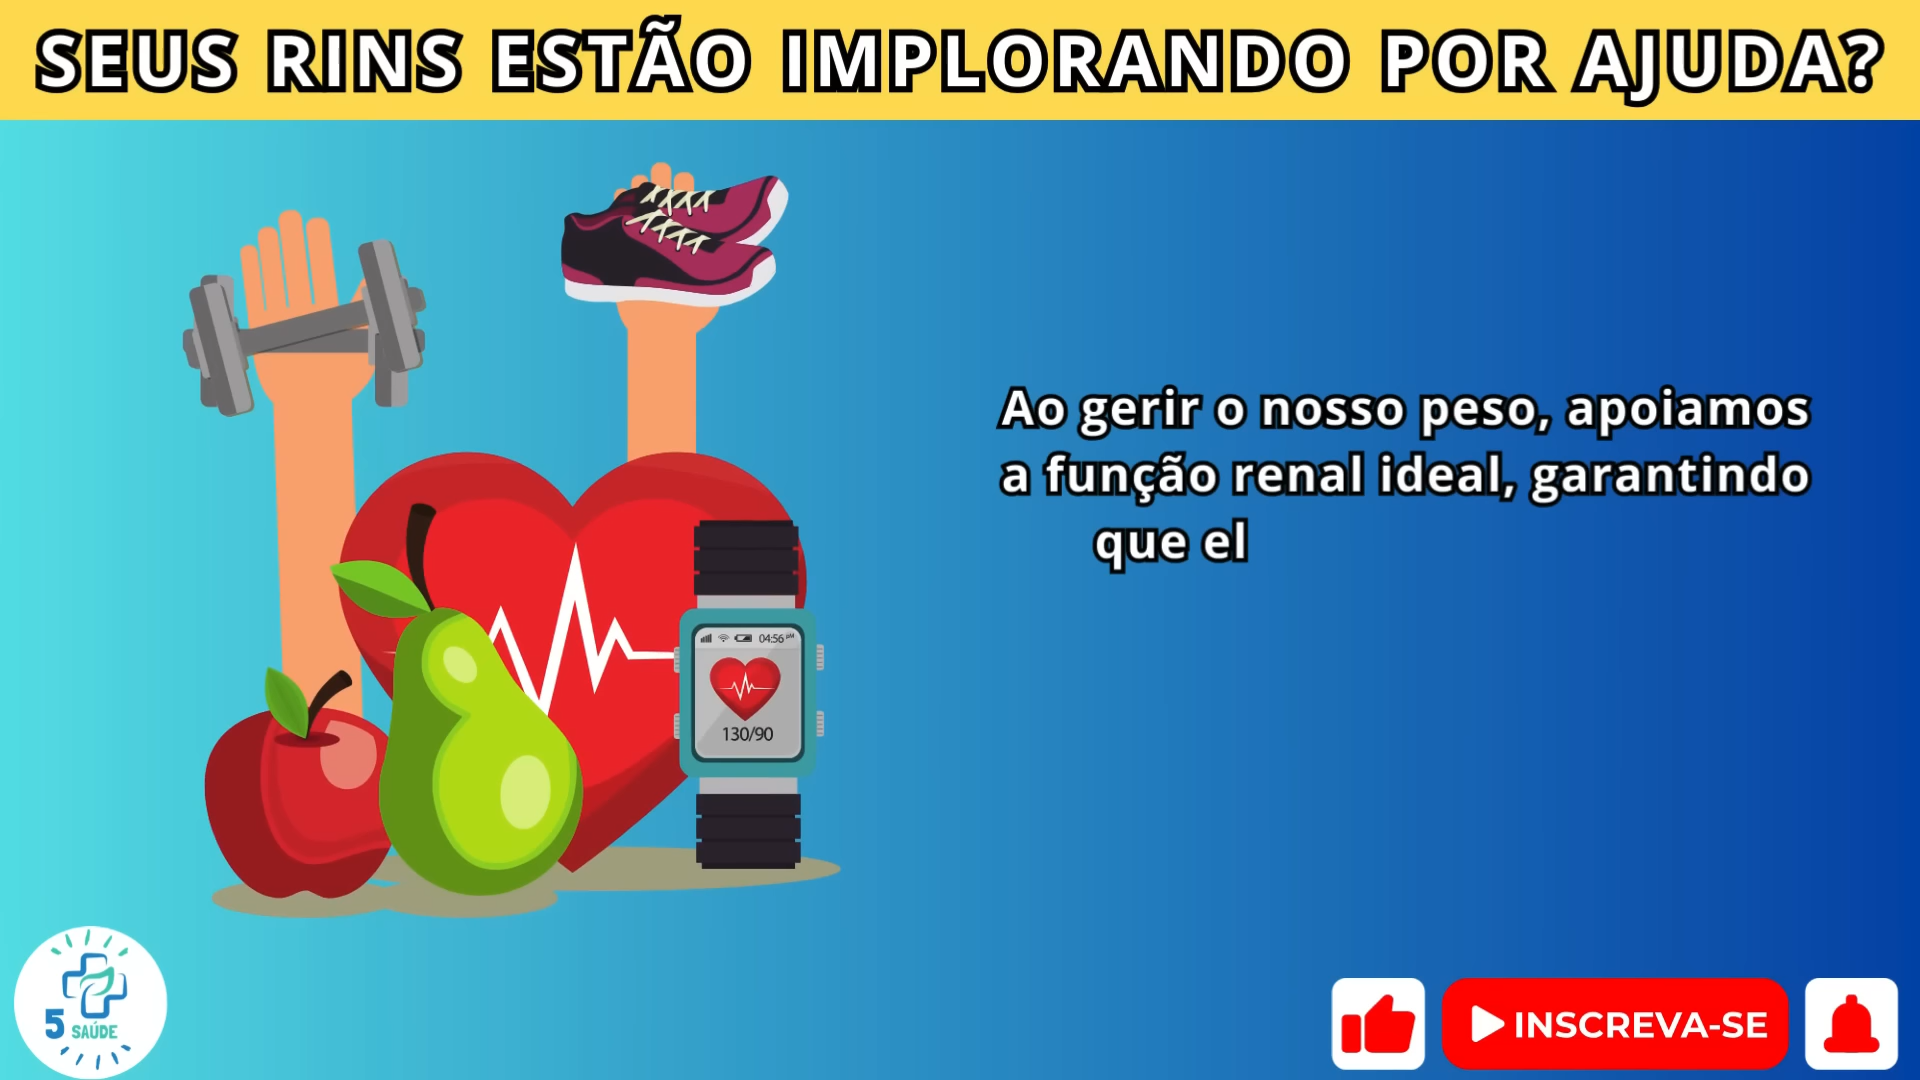 SEUS RINS ESTÃO IMPLORANDO POR AJUDA?
Ao gerir o nosso peso, apoiamos
a função renal ideal, garantindo
que el
04:56 PM
130/90
5 SAÚDE
INSCREVA-SE